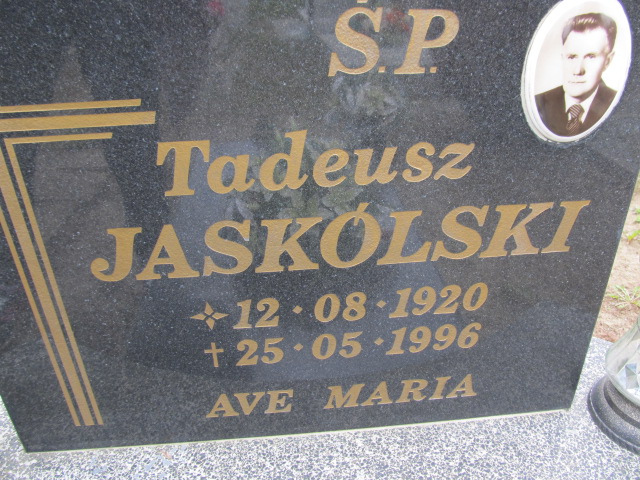 Ś.P.
Tadeusz
JASKÓLSKI
✧ 12 · 08 · 1920
† 25 · 05 · 1996
AVE MARIA